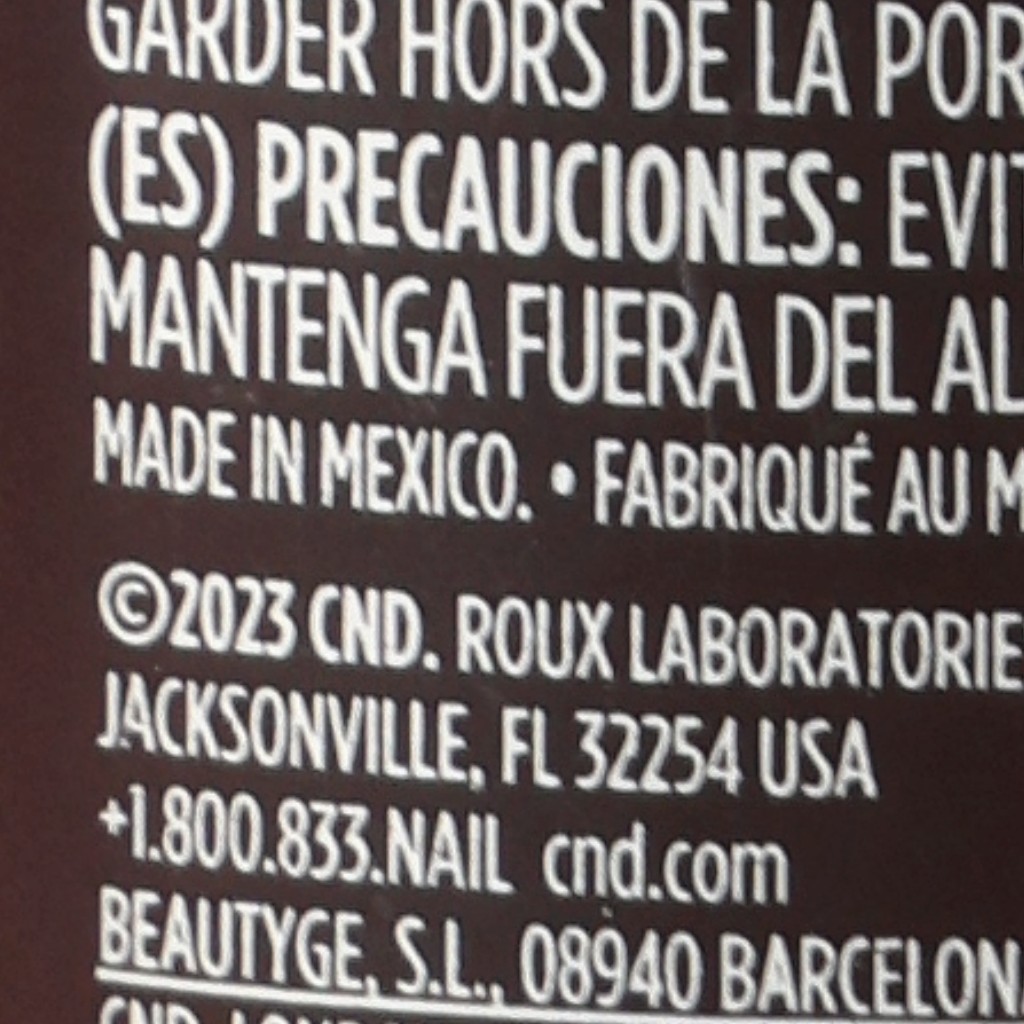 GARDER HORS DE LA POR
(ES) PRECAUCIONES: EVIT
MANTENGA FUERA DEL AL
MADE IN MEXICO. • FABRIQUÉ AU M
©2023 CND. ROUX LABORATORIE
JACKSONVILLE, FL 32254 USA
+1.800.833.NAIL cnd.com
BEAUTYGE, S.L., 08940 BARCELON